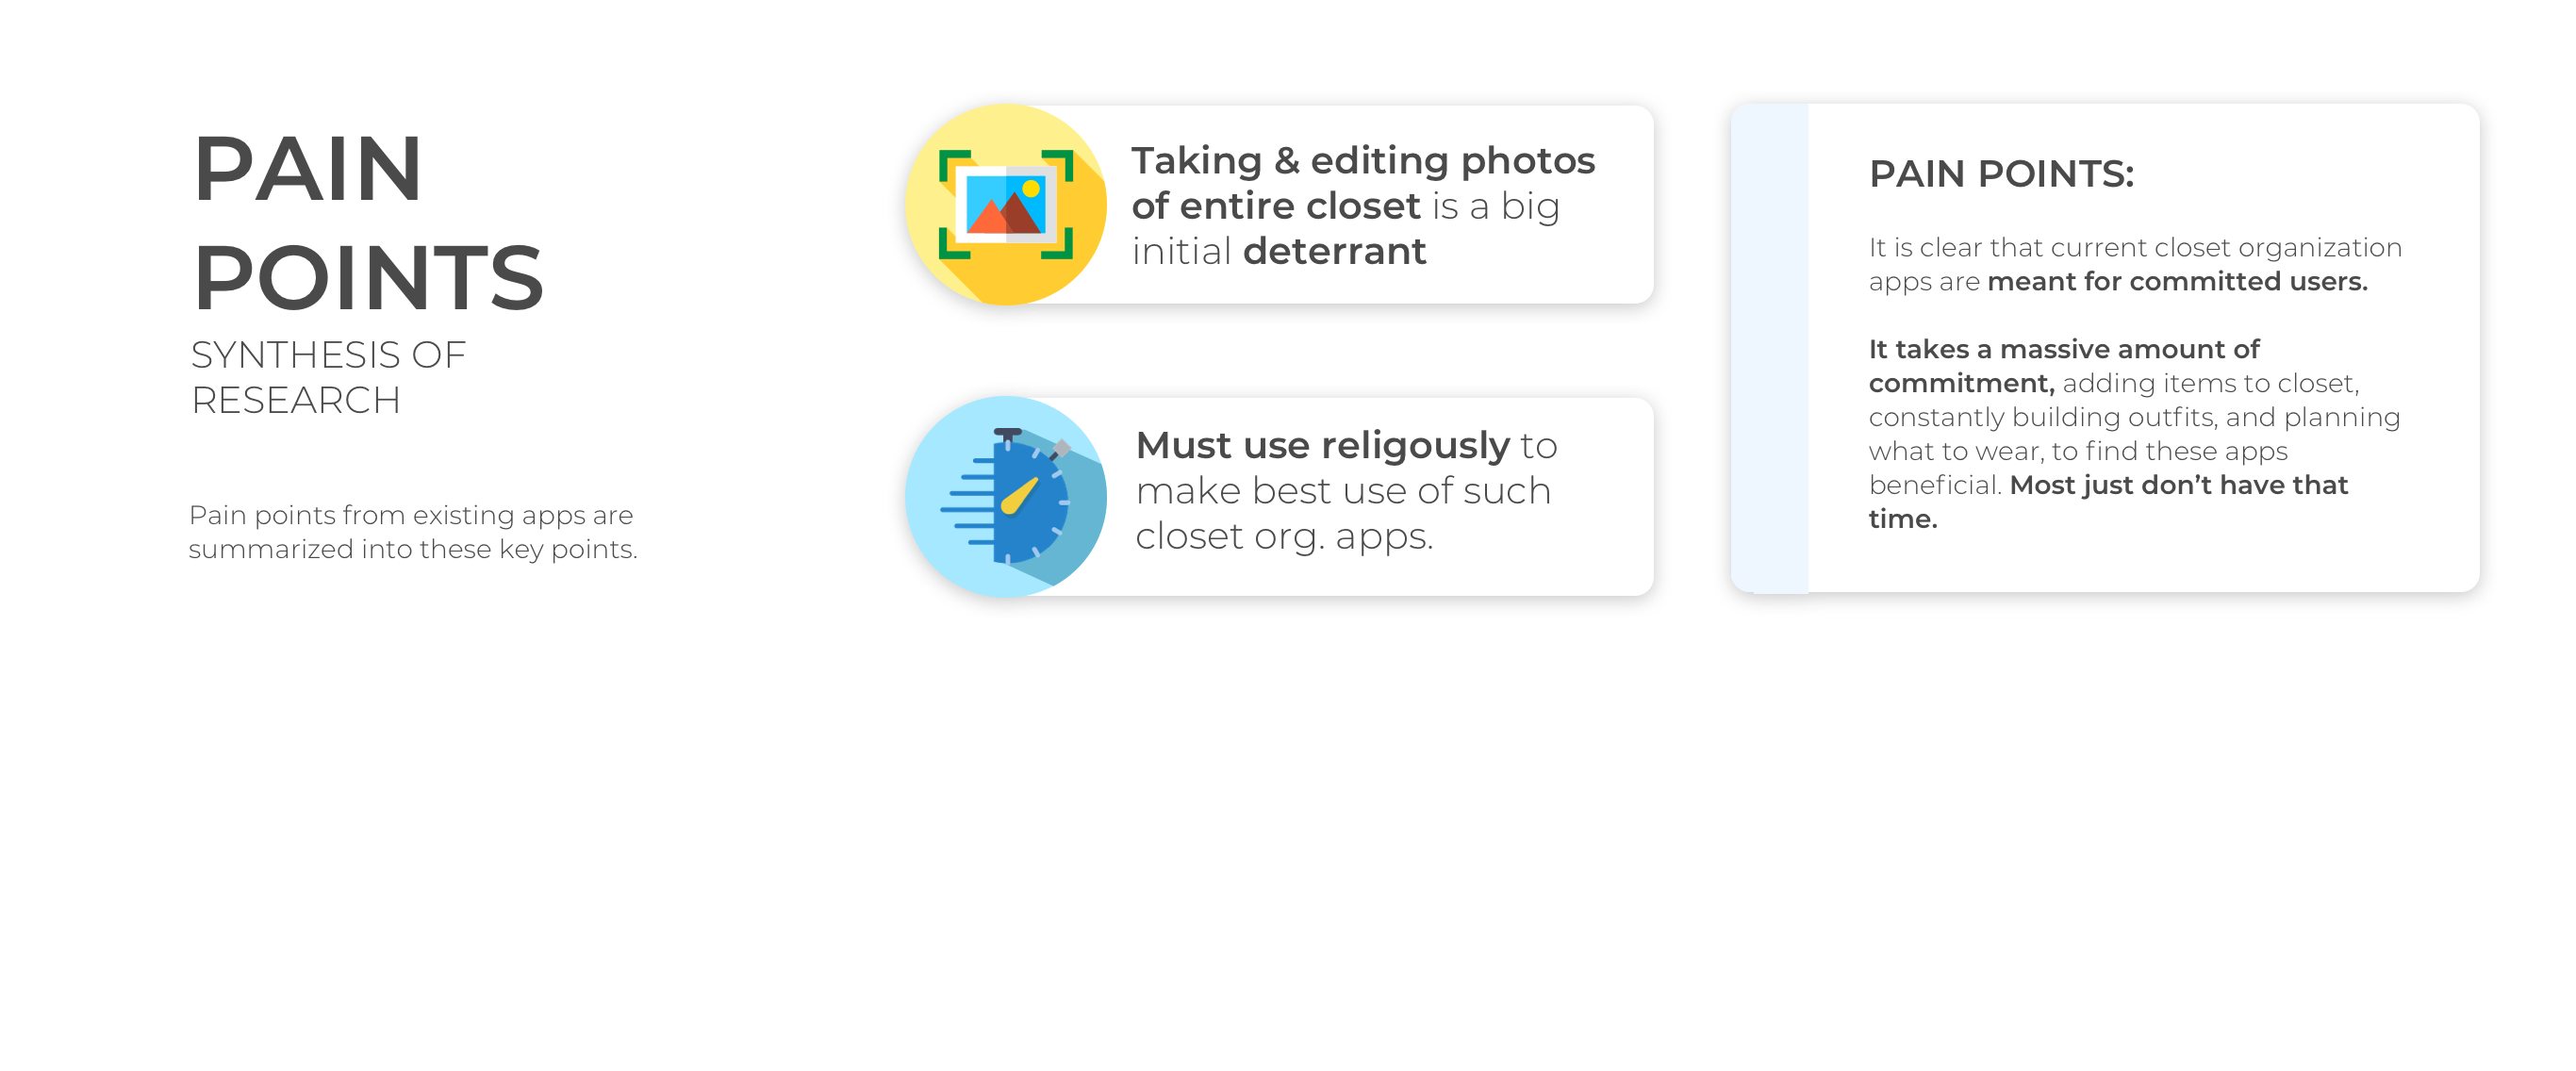 PAIN
POINTS
SYNTHESIS OF
RESEARCH
Pain points from existing apps are
summarized into these key points.
Taking & editing photos
of entire closet is a big
initial deterrant
Must use religously to
make best use of such
closet org. apps.
PAIN POINTS:
It is clear that current closet organization
apps are meant for committed users.
It takes a massive amount of
commitment, adding items to closet,
constantly building outfits, and planning
what to wear, to find these apps
beneficial. Most just don’t have that
time.